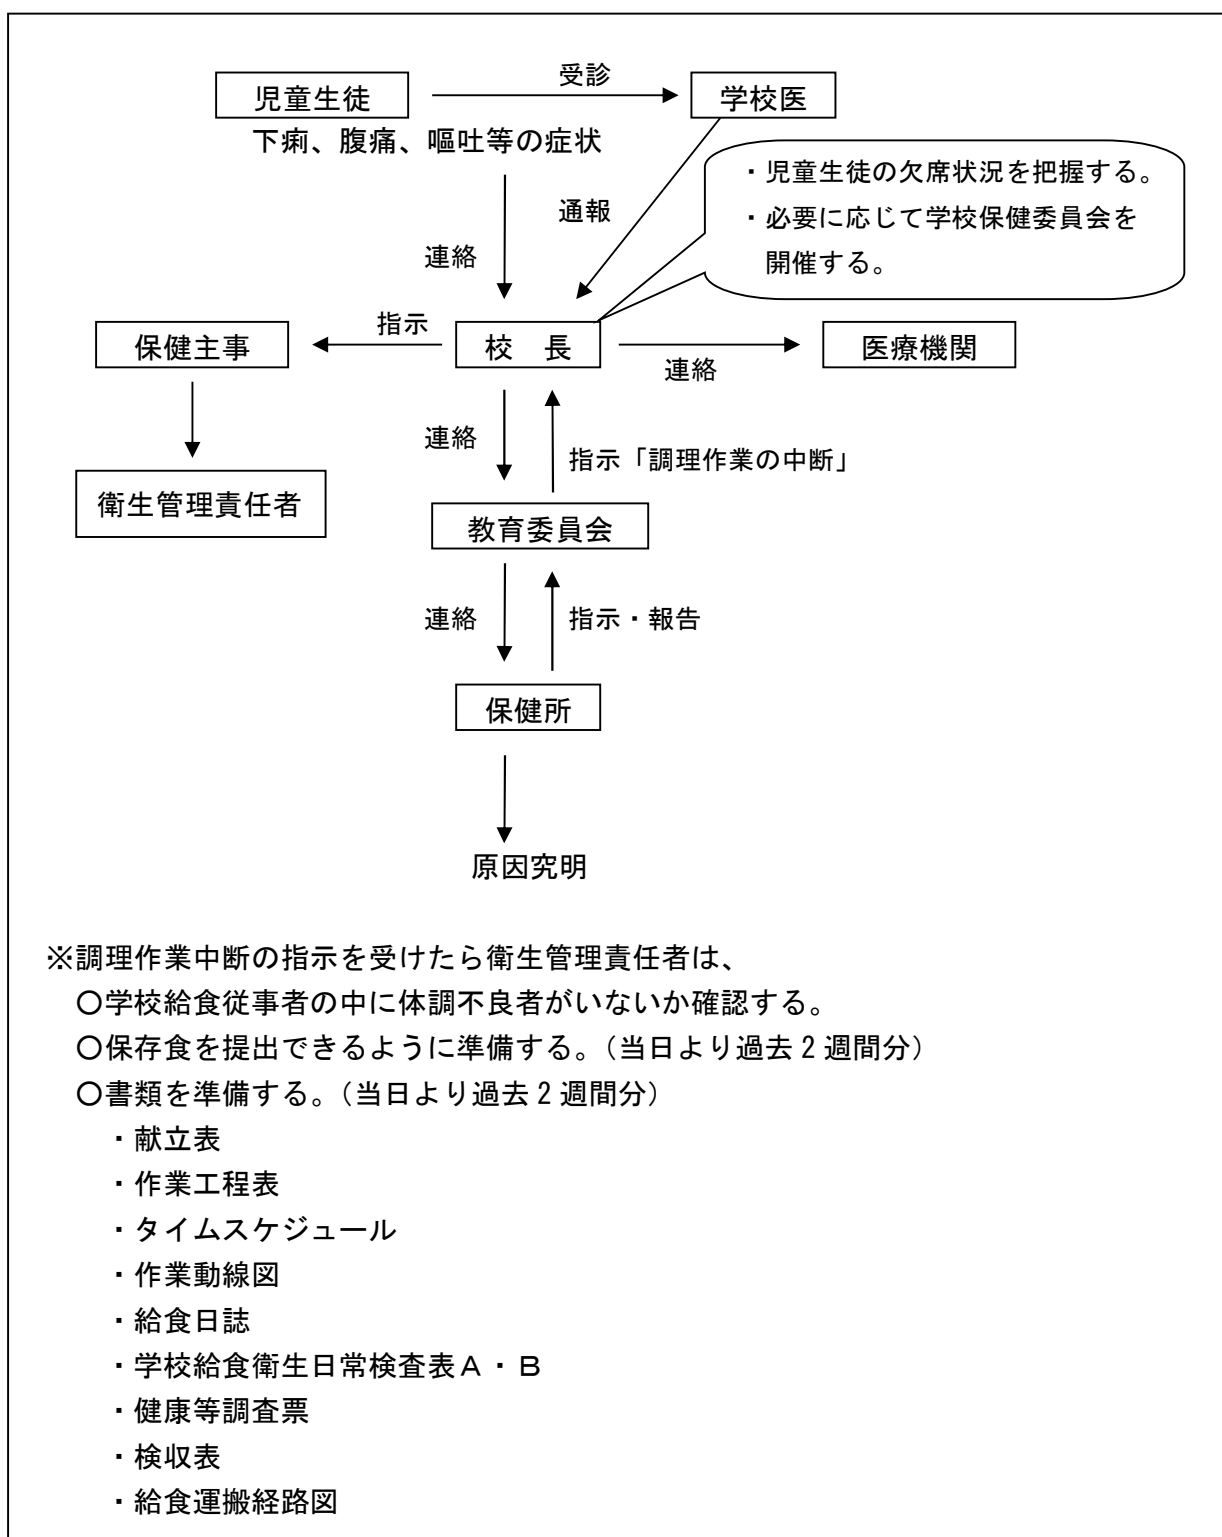 児童生徒
受診
学校医
下痢、腹痛、嘔吐等の症状
・児童生徒の欠席状況を把握する。
・必要に応じて学校保健委員会を
開催する。
通報
連絡
保健主事
指示
校　長
連絡
医療機関
連絡
指示「調理作業の中断」
衛生管理責任者
教育委員会
連絡
指示・報告
保健所
原因究明
※調理作業中断の指示を受けたら衛生管理責任者は、
〇学校給食従事者の中に体調不良者がいないか確認する。
〇保存食を提出できるように準備する。（当日より過去２週間分）
〇書類を準備する。（当日より過去２週間分）
・献立表
・作業工程表
・タイムスケジュール
・作業動線図
・給食日誌
・学校給食衛生日常検査表Ａ・Ｂ
・健康等調査票
・検収表
・給食運搬経路図